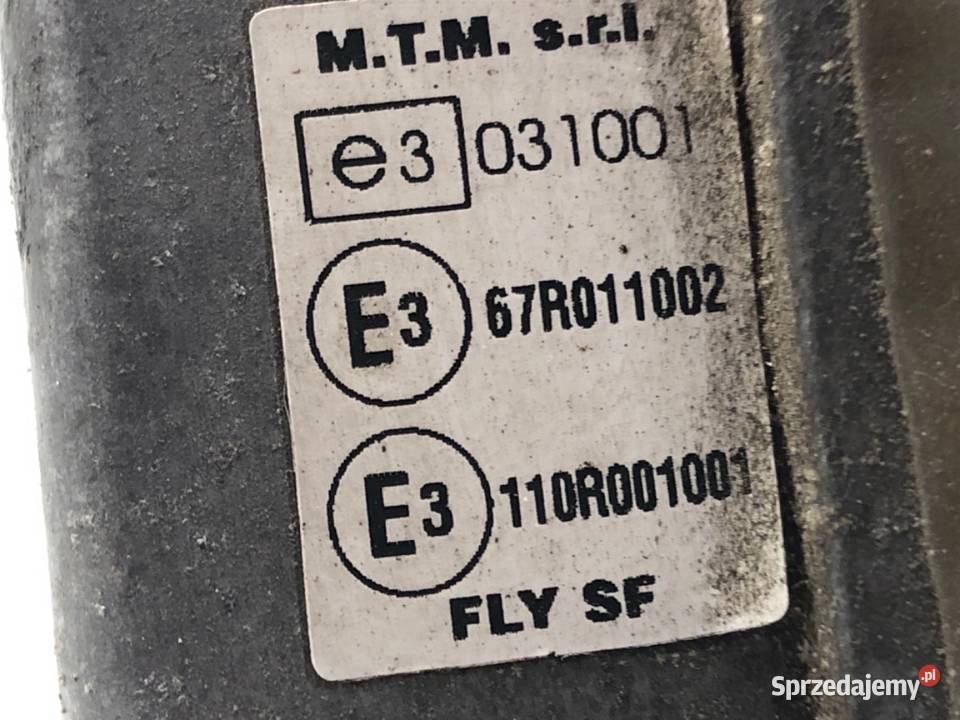 M.T.M. s.r.l.
e3 031001
E3 67R011002
E3 110R001001
FLY SF
Sprzedajemy.pl